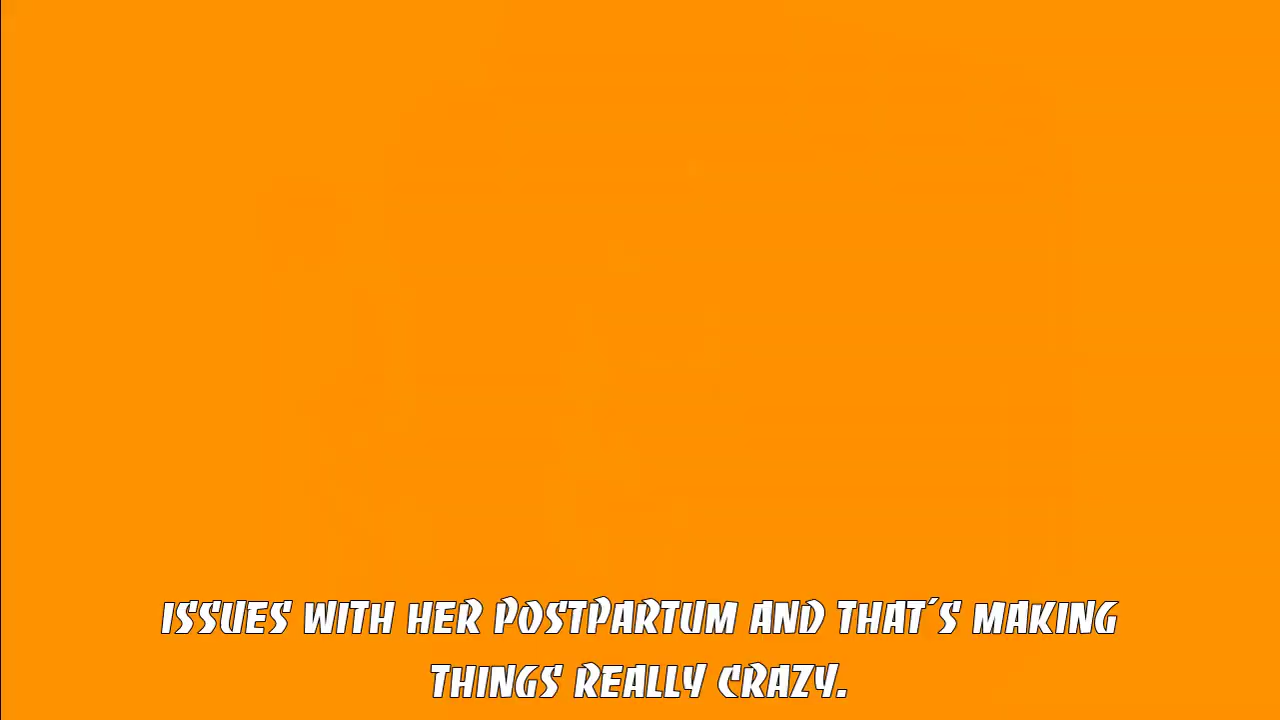 ISSUES WITH HER POSTPARTUM AND THAT´S MAKING
THINGS REALLY CRAZY.